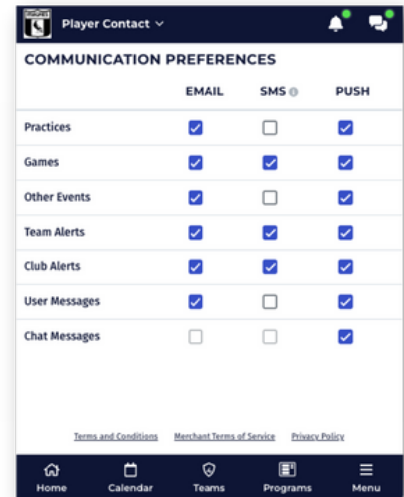 Player Contact
COMMUNICATION PREFERENCES
EMAIL SMS PUSH
Practices
Games
Other Events
Team Alerts
Club Alerts
User Messages
Chat Messages
Terms and Conditions Merchant Terms of Service Privacy Policy
Home Calendar Teams Programs Menu